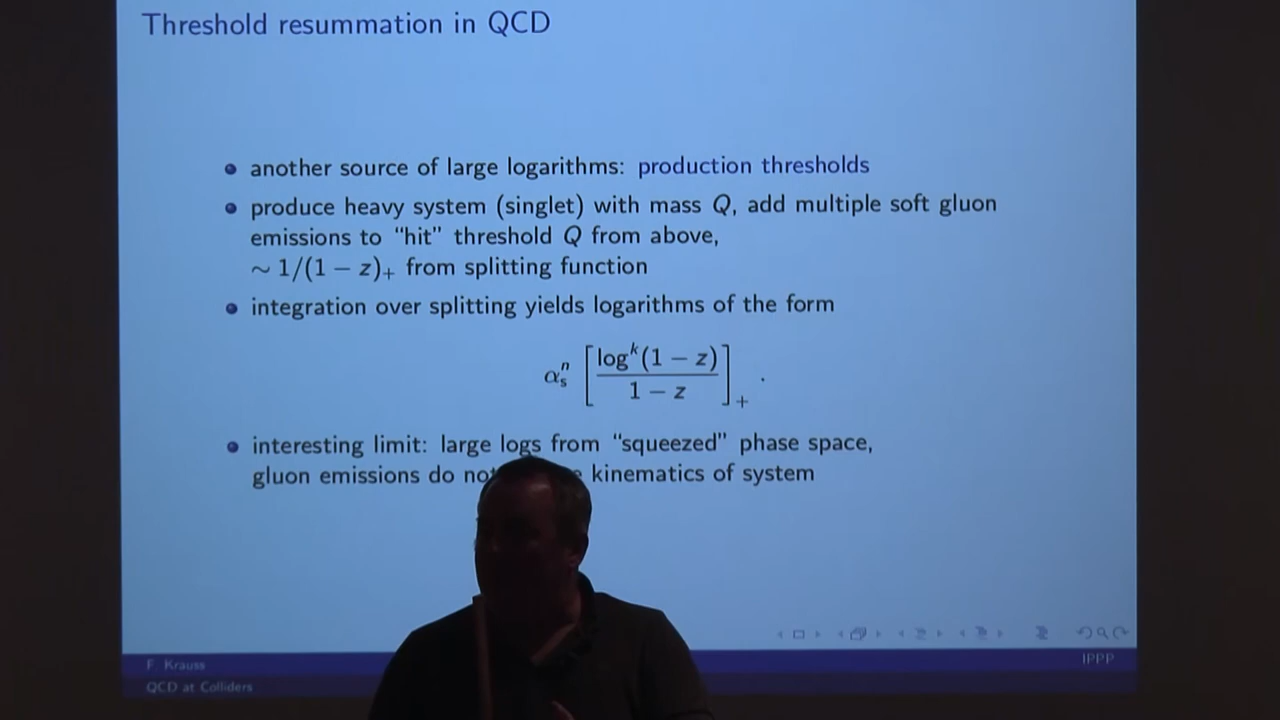 Threshold resummation in QCD
another source of large logarithms: production thresholds
produce heavy system (singlet) with mass Q, add multiple soft gluon
emissions to “hit” threshold Q from above,
∼ 1/(1 − z)₊ from splitting function
integration over splitting yields logarithms of the form
αₛⁿ [logᵏ(1 − z) / 1 − z]₊ .
interesting limit: large logs from “squeezed” phase space,
gluon emissions do kinematics of system
F. Krauss
IPPP
QCD at Colliders